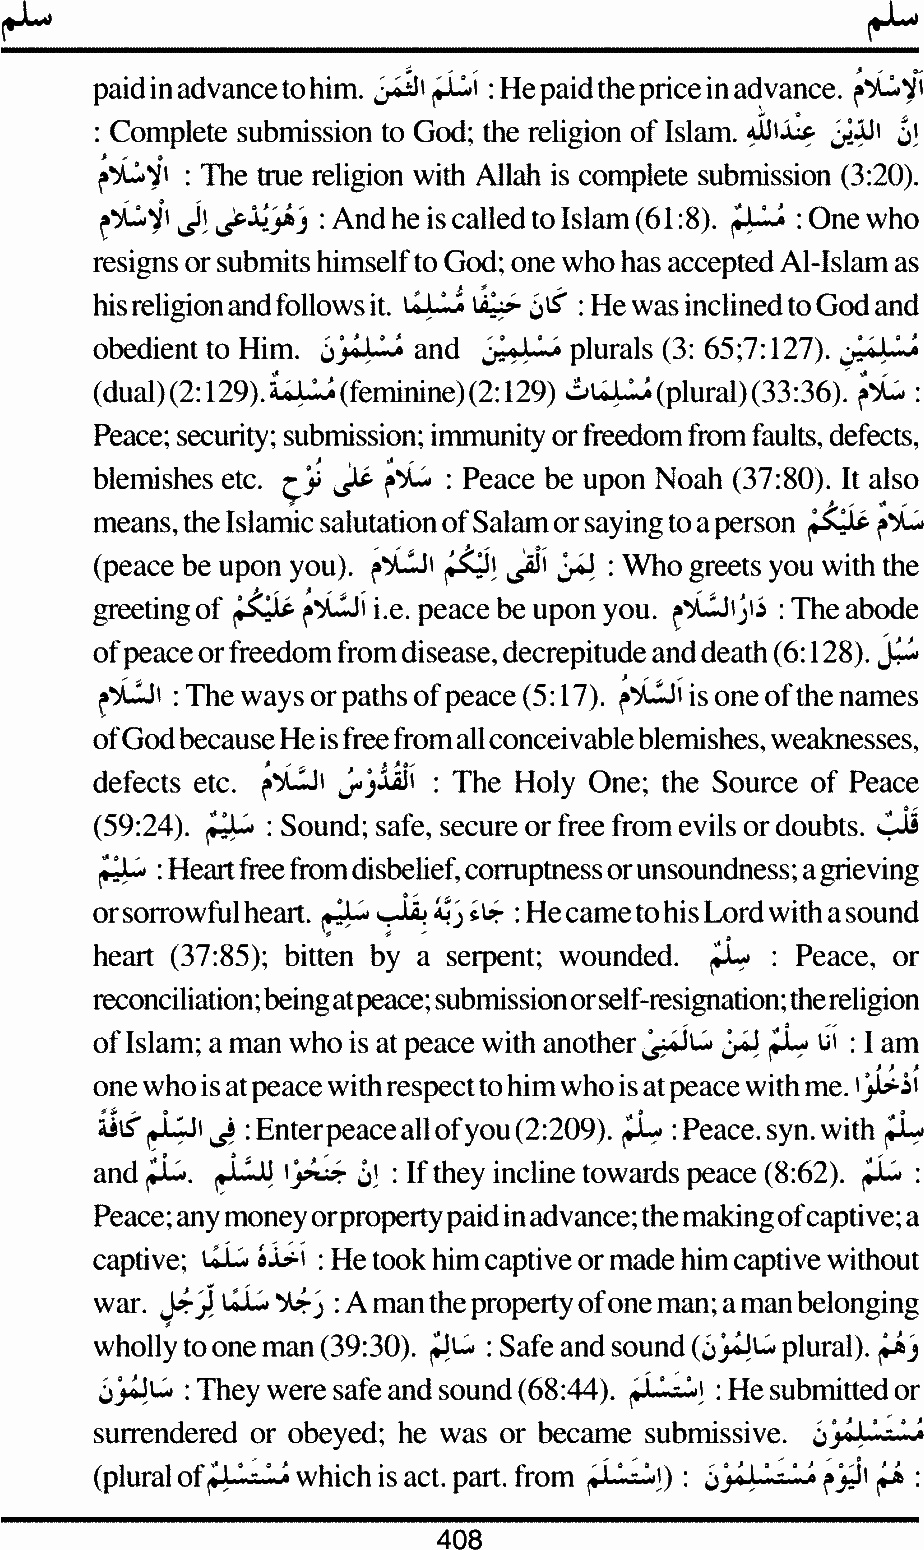 سلم سلم
paid in advance to him. اَسْلَمَ الثَّمَنَ : He paid the price in advance. اَلْاِسْلَامُ
: Complete submission to God; the religion of Islam. اِنَّ الدِّيْنَ عِنْدَاللّٰهِ
الْاِسْلَامُ : The true religion with Allah is complete submission (3:20).
وَهُوَيُدْعٰى اِلَى الْاِسْلَامِ : And he is called to Islam (61:8). مُسْلِمٌ : One who
resigns or submits himself to God; one who has accepted Al-Islam as
his religion and follows it. كَانَ حَنِيْفًا مُّسْلِمًا : He was inclined to God and
obedient to Him. مُسْلِمُوْنَ and مُسْلِمِيْنَ plurals (3: 65;7:127). مُسْلِمَيْنِ
(dual) (2:129). مُسْلِمَةٌ (feminine) (2:129) مُسْلِمَاتٌ (plural) (33:36). سَلَامٌ :
Peace; security; submission; immunity or freedom from faults, defects,
blemishes etc. سَلَامٌ عَلٰى نُوْحٍ : Peace be upon Noah (37:80). It also
means, the Islamic salutation of Salam or saying to a person سَلَامٌ عَلَيْكُمْ
(peace be upon you). لِمَنْ اَلْقٰى اِلَيْكُمُ السَّلَامَ : Who greets you with the
greeting of اَلسَّلَامُ عَلَيْكُمْ i.e. peace be upon you. دَارُالسَّلَامِ : The abode
of peace or freedom from disease, decrepitude and death (6:128). سُبُلَ
السَّلَامِ : The ways or paths of peace (5:17). اَلسَّلَامُ is one of the names
of God because He is free from all conceivable blemishes, weaknesses,
defects etc. اَلْقُدُّوْسُ السَّلَامُ : The Holy One; the Source of Peace
(59:24). سَلِيْمٌ : Sound; safe, secure or free from evils or doubts. قَلْبٌ
سَلِيْمٌ : Heart free from disbelief, corruptness or unsoundness; a grieving
or sorrowful heart. جَاءَ رَبَّهٗ بِقَلْبٍ سَلِيْمٍ : He came to his Lord with a sound
heart (37:85); bitten by a serpent; wounded. سِلْمٌ : Peace, or
reconciliation; being at peace; submission or self-resignation; the religion
of Islam; a man who is at peace with another اَنَا سِلْمٌ لِمَنْ سَالَمَنِيْ : I am
one who is at peace with respect to him who is at peace with me. اُدْخُلُوْا
فِى السِّلْمِ كَافَّةً : Enter peace all of you (2:209). سِلْمٌ : Peace. syn. with سِلْمٌ
and سَلْمٌ. اِنْ جَنَحُوْا لِلسَّلْمِ : If they incline towards peace (8:62). سَلَمٌ :
Peace; any money or property paid in advance; the making of captive; a
captive; اَخَذَهٗ سَلَمًا : He took him captive or made him captive without
war. رَجُلًا سَلَمًا لِّرَجُلٍ : A man the property of one man; a man belonging
wholly to one man (39:30). سَالِمٌ : Safe and sound (سَالِمُوْنَ plural). وَهُمْ
سَالِمُوْنَ : They were safe and sound (68:44). اِسْتَسْلَمَ : He submitted or
surrendered or obeyed; he was or became submissive. مُسْتَسْلِمُوْنَ
(plural of مُسْتَسْلِمٌ which is act. part. from اِسْتَسْلَمَ) : هُمُ الْيَوْمَ مُسْتَسْلِمُوْنَ :
408